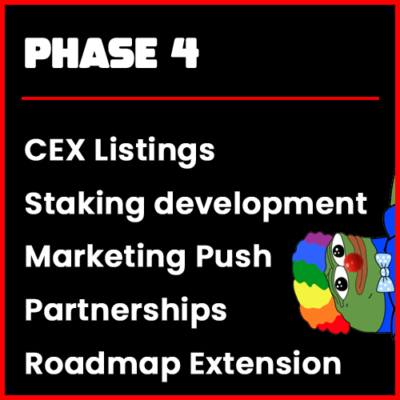 PHASE 4
CEX Listings
Staking development
Marketing Push
Partnerships
Roadmap Extension